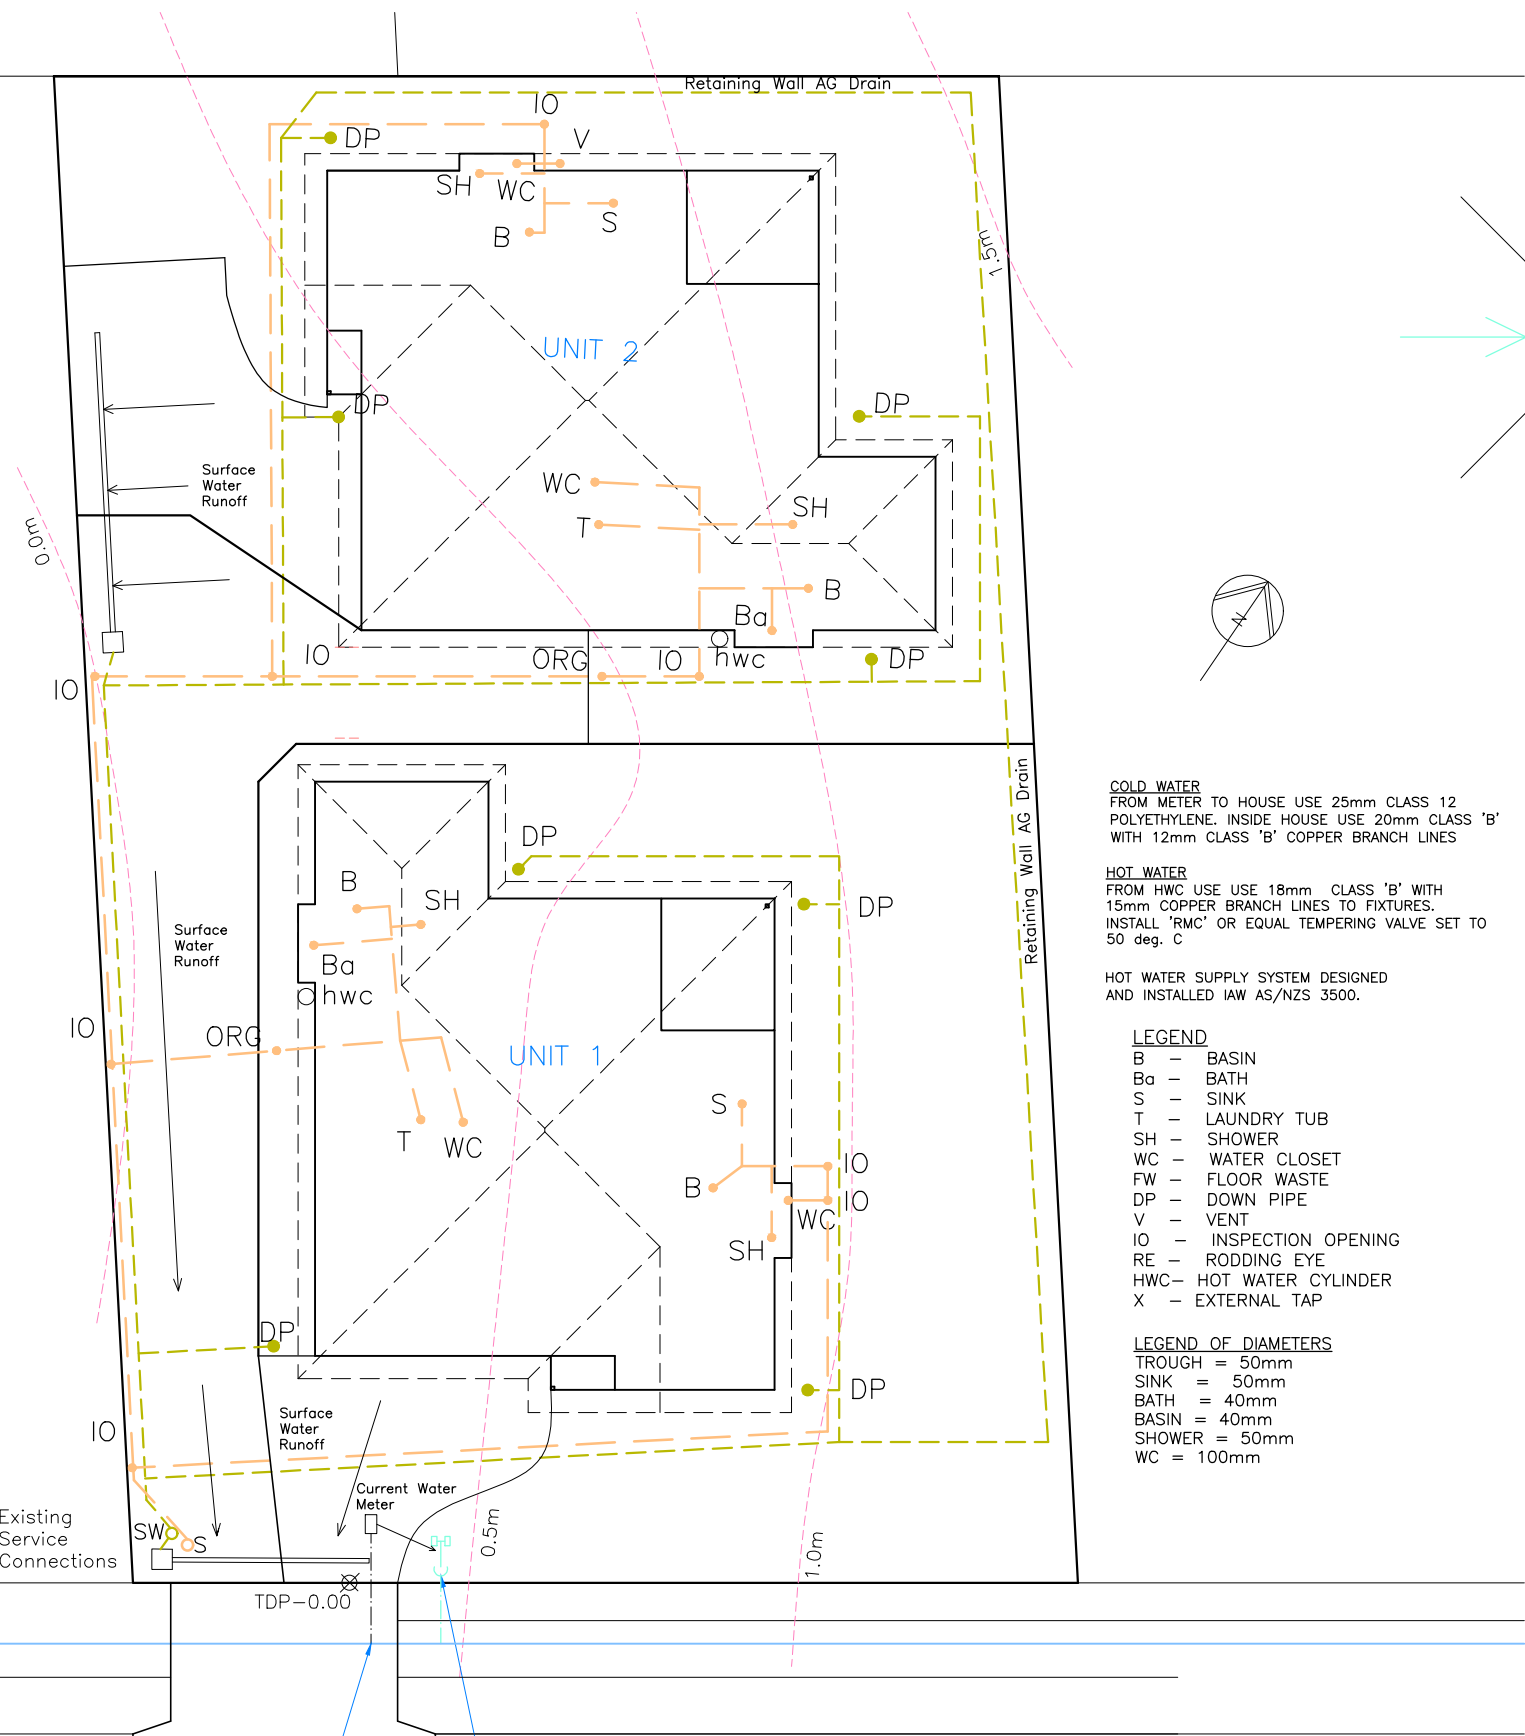 Retaining Wall AG Drain
IO
DP
V
SH
WC
S
B
1.5m
UNIT 2
DP
DP
Surface
Water
Runoff
WC
SH
T
0.0m
B
Ba
IO
ORG
IO
hwc
DP
IO
N
Retaining Wall AG Drain
COLD WATER
FROM METER TO HOUSE USE 25mm CLASS 12
POLYETHYLENE. INSIDE HOUSE USE 20mm CLASS 'B'
WITH 12mm CLASS 'B' COPPER BRANCH LINES
HOT WATER
FROM HWC USE USE 18mm CLASS 'B' WITH
15mm COPPER BRANCH LINES TO FIXTURES.
INSTALL 'RMC' OR EQUAL TEMPERING VALVE SET TO
50 deg. C
HOT WATER SUPPLY SYSTEM DESIGNED
AND INSTALLED IAW AS/NZS 3500.
DP
B
SH
DP
Surface
Water
Runoff
Ba
hwc
IO
ORG
UNIT 1
S
T
WC
IO
B
IO
WC
SH
LEGEND
B – BASIN
Ba – BATH
S – SINK
T – LAUNDRY TUB
SH – SHOWER
WC – WATER CLOSET
FW – FLOOR WASTE
DP – DOWN PIPE
V – VENT
IO – INSPECTION OPENING
RE – RODDING EYE
HWC– HOT WATER CYLINDER
X – EXTERNAL TAP
LEGEND OF DIAMETERS
TROUGH = 50mm
SINK = 50mm
BATH = 40mm
BASIN = 40mm
SHOWER = 50mm
WC = 100mm
DP
DP
IO
Surface
Water
Runoff
Current Water
Meter
0.5m
1.0m
Existing
Service
Connections
SW
S
TDP–0.00